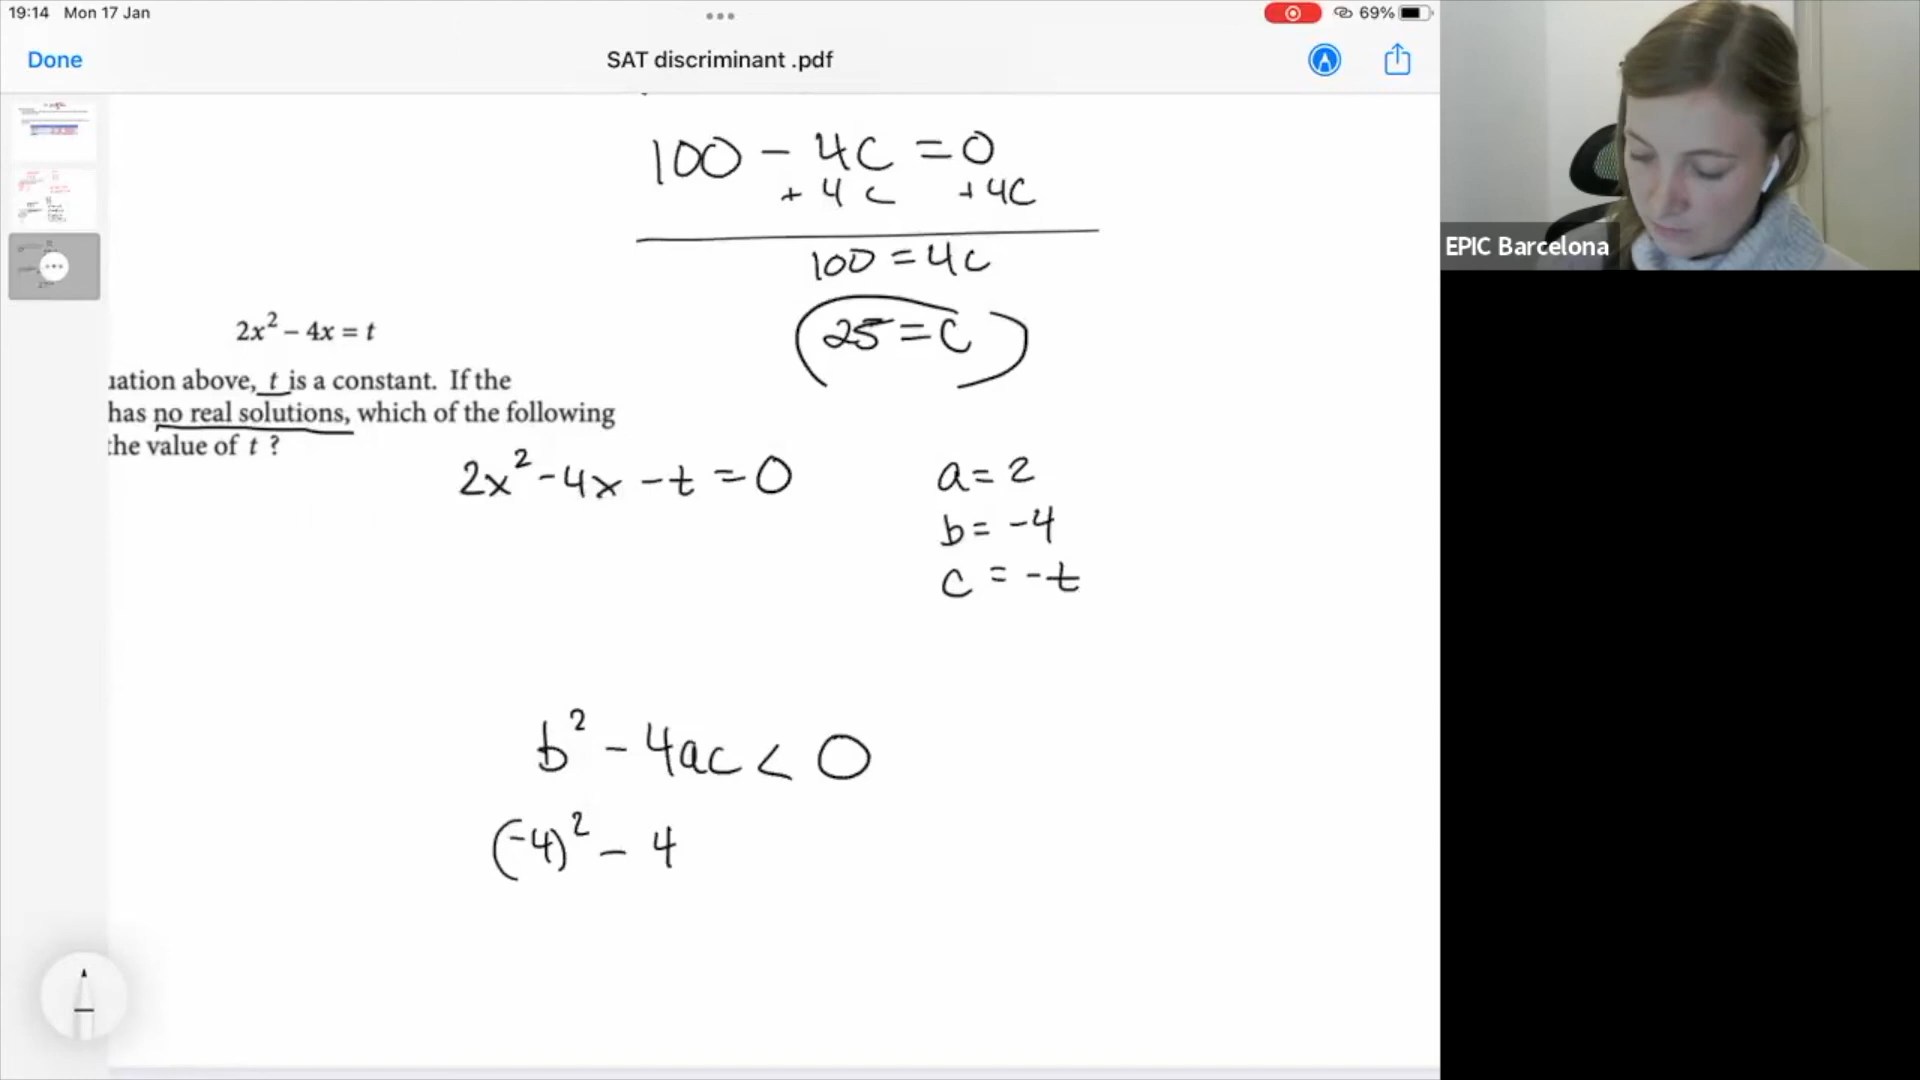 19:14 Mon 17 Jan
69%
Done
SAT discriminant .pdf
100 - 4c = 0
+ 4c +4c
100 = 4c
25 = c
2x² – 4x = t
uation above, t is a constant. If the
has no real solutions, which of the following
the value of t ?
2x² - 4x - t = 0
a = 2
b = -4
c = -t
b² - 4ac < 0
(-4)² - 4
EPIC Barcelona